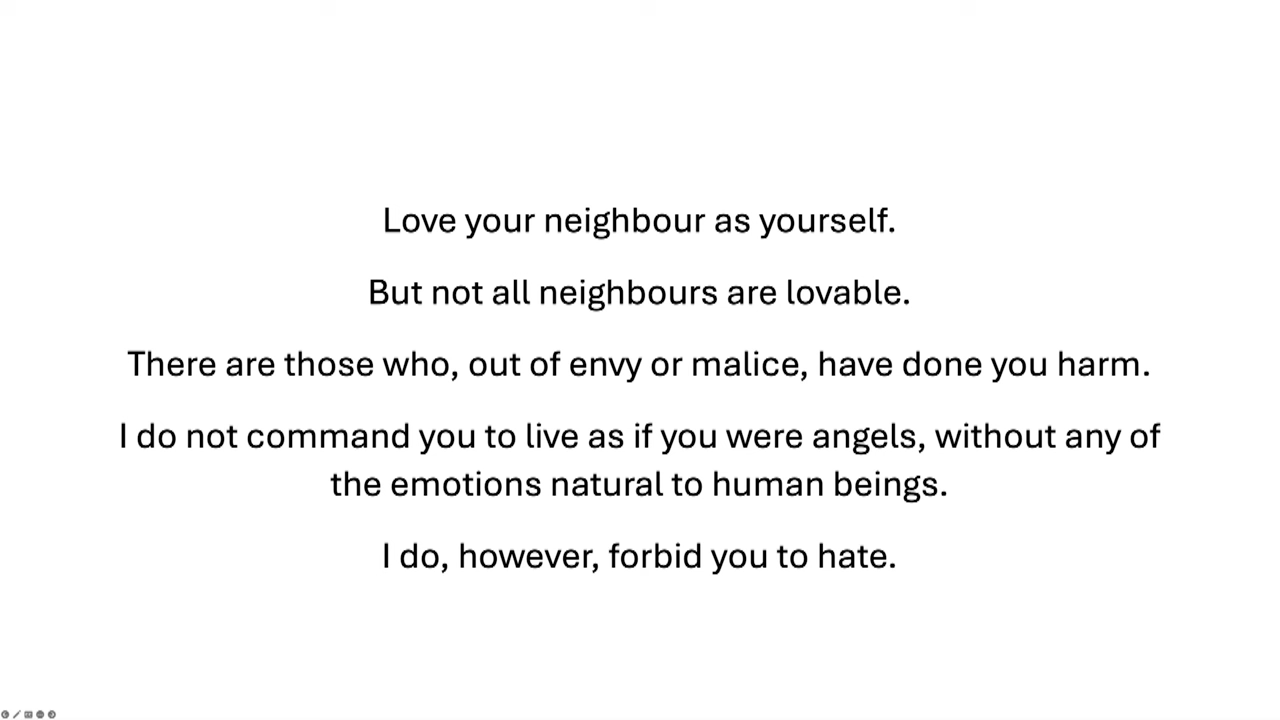 Love your neighbour as yourself.
But not all neighbours are lovable.
There are those who, out of envy or malice, have done you harm.
I do not command you to live as if you were angels, without any of
the emotions natural to human beings.
I do, however, forbid you to hate.